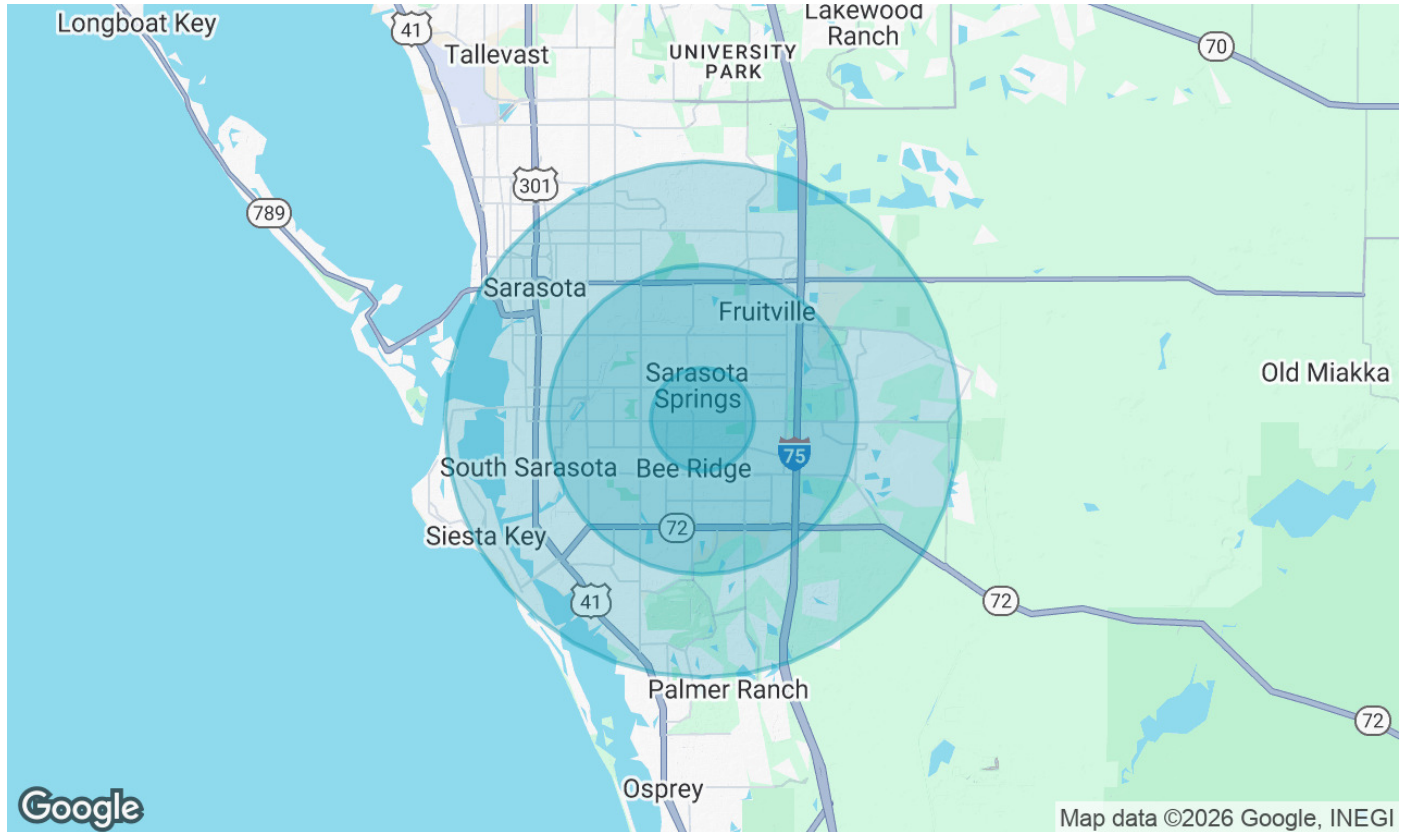 Longboat Key
41
Tallevast
UNIVERSITY
PARK
Lakewood
Ranch
70
301
789
Sarasota
Fruitville
Sarasota
Springs
Old Miakka
75
South Sarasota
Bee Ridge
72
Siesta Key
41
72
Palmer Ranch
72
Osprey
Google
Map data ©2026 Google, INEGI